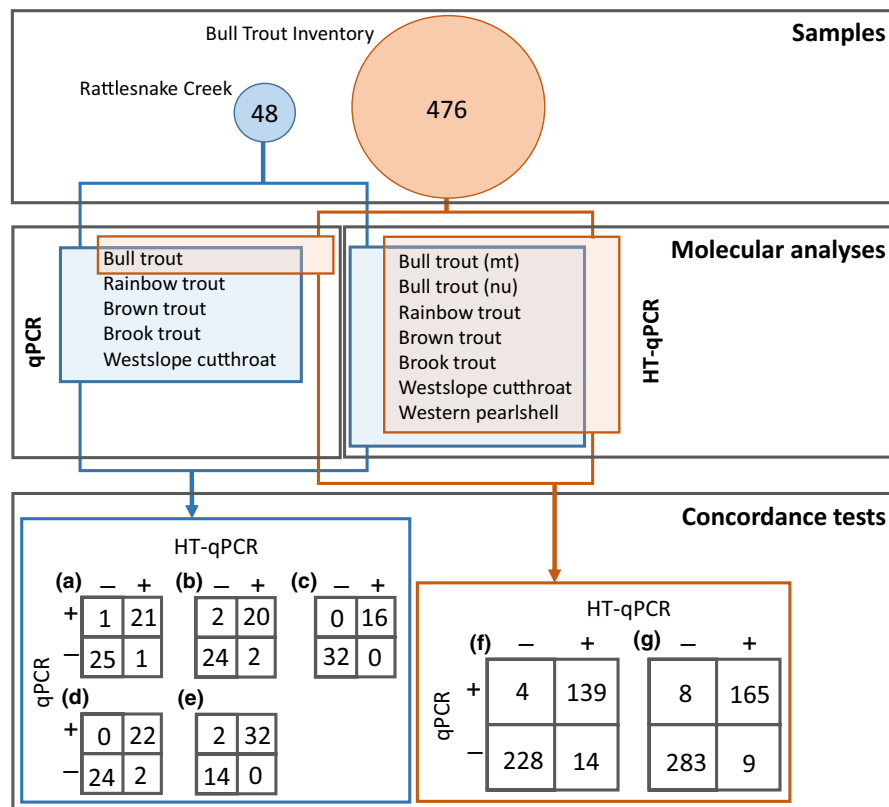 Samples
Bull Trout Inventory
Rattlesnake Creek
48
476
Molecular analyses
qPCR
Bull trout
Rainbow trout
Brown trout
Brook trout
Westslope cutthroat
Bull trout (mt)
Bull trout (nu)
Rainbow trout
Brown trout
Brook trout
Westslope cutthroat
Western pearlshell
HT-qPCR
Concordance tests
HT-qPCR
qPCR
(a) − +
+ 1 21
− 25 1
(b) − +
2 20
24 2
(c) − +
0 16
32 0
(d)
+ 0 22
− 24 2
(e)
2 32
14 0
HT-qPCR
qPCR
(f) − +
+ 4 139
− 228 14
(g) − +
8 165
283 9